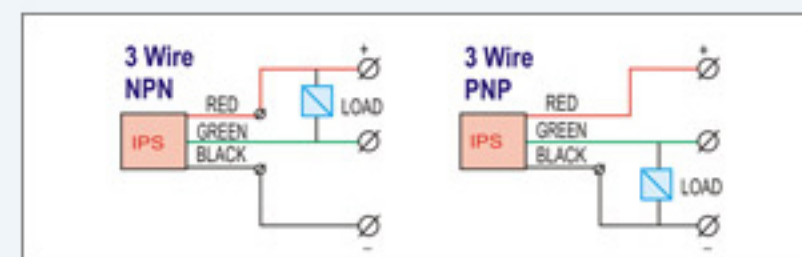 3 Wire
NPN
RED
GREEN
BLACK
IPS
LOAD
+
–
3 Wire
PNP
RED
GREEN
BLACK
IPS
LOAD
+
–